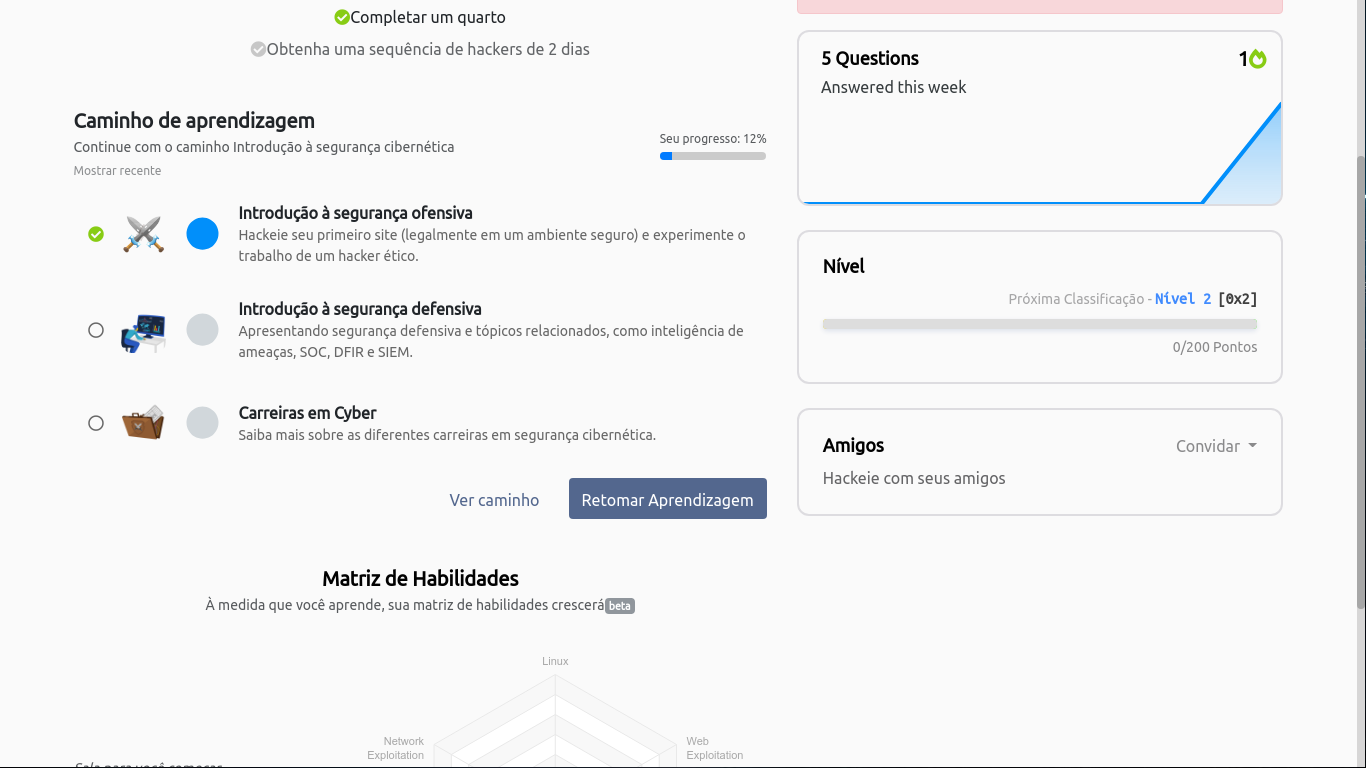 Completar um quarto
Obtenha uma sequência de hackers de 2 dias
Caminho de aprendizagem
Continue com o caminho Introdução à segurança cibernética
Mostrar recente
Seu progresso: 12%
Introdução à segurança ofensiva
Hackeie seu primeiro site (legalmente em um ambiente seguro) e experimente o
trabalho de um hacker ético.
Introdução à segurança defensiva
Apresentando segurança defensiva e tópicos relacionados, como inteligência de
ameaças, SOC, DFIR e SIEM.
Carreiras em Cyber
Saiba mais sobre as diferentes carreiras em segurança cibernética.
Ver caminho
Retomar Aprendizagem
Matriz de Habilidades
À medida que você aprende, sua matriz de habilidades crescerá beta
Linux
Network
Exploitation
Web
Exploitation
5 Questions
1
Answered this week
Nível
Próxima Classificação - Nível 2 [0x2]
0/200 Pontos
Amigos
Convidar
Hackeie com seus amigos